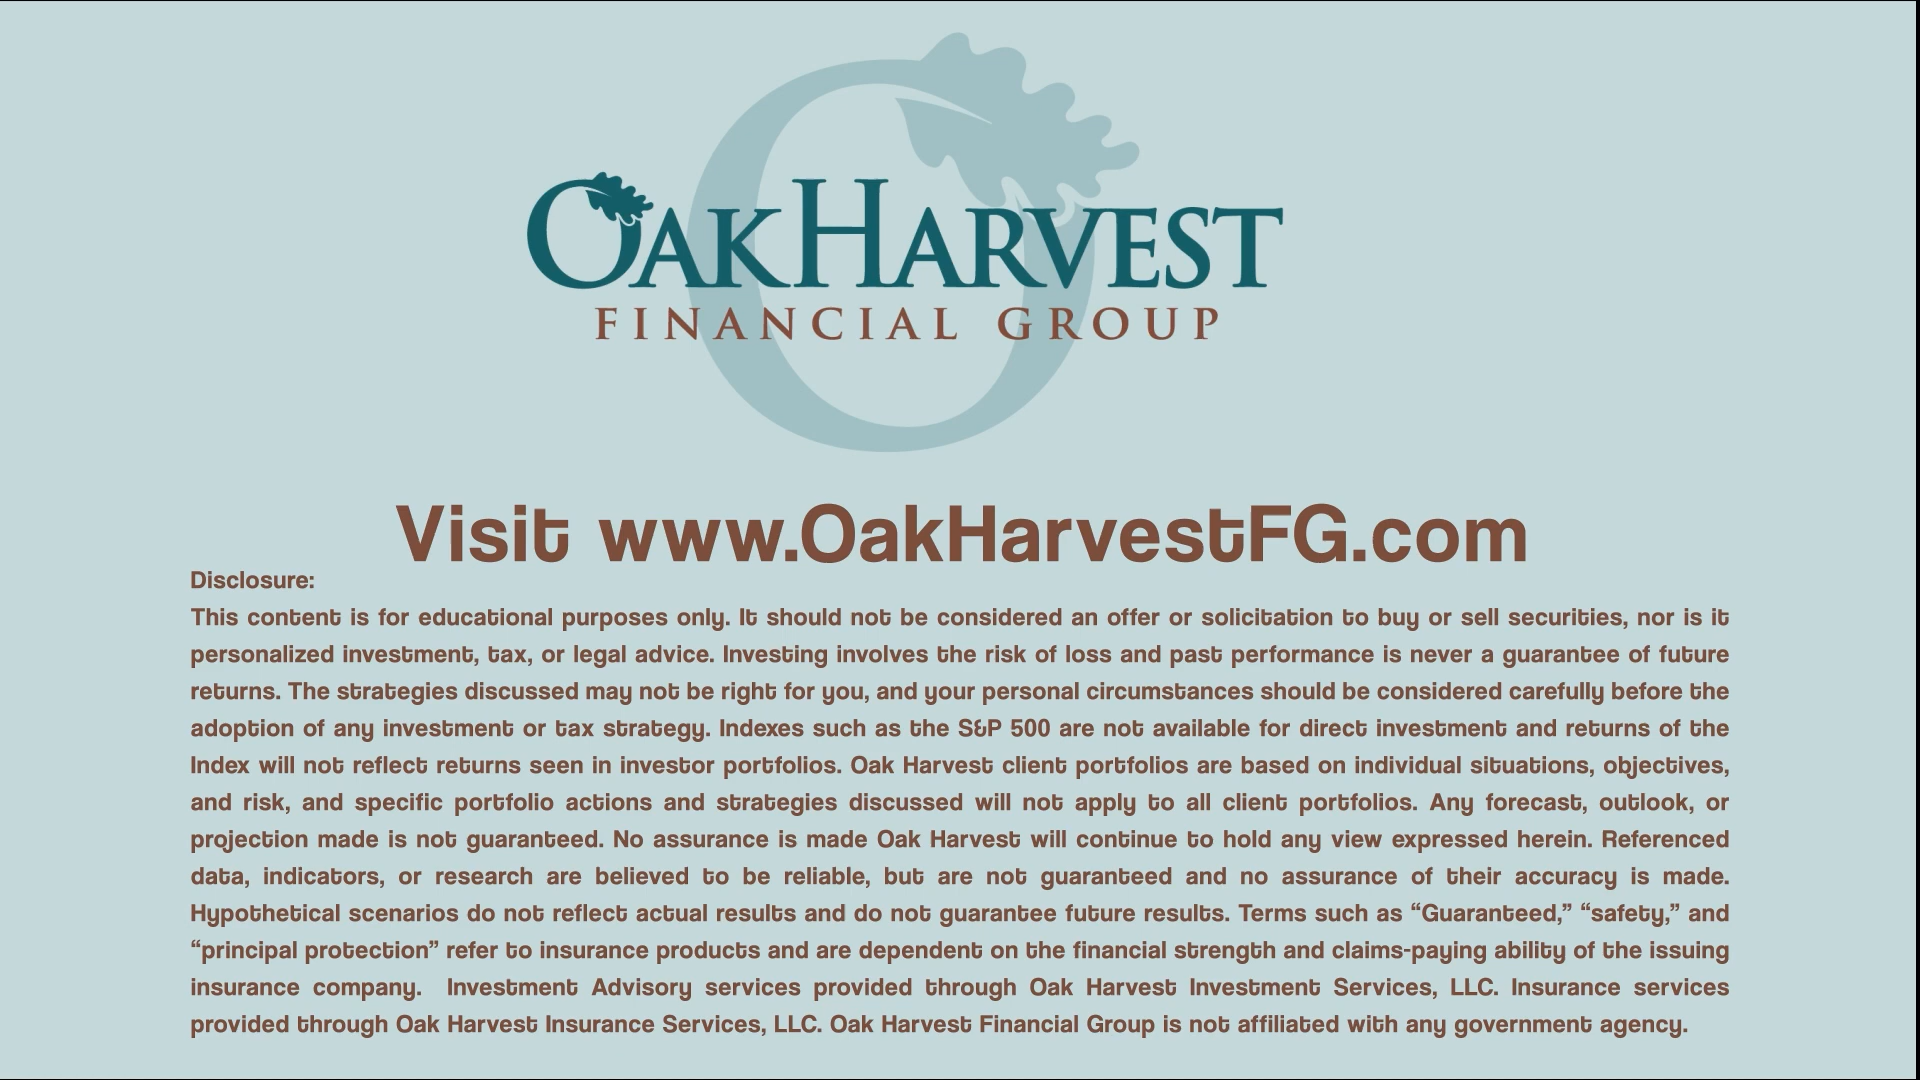 OAKHARVEST
FINANCIAL GROUP
Visit www.OakHarvestFG.com
Disclosure:
This content is for educational purposes only. It should not be considered an offer or solicitation to buy or sell securities, nor is it
personalized investment, tax, or legal advice. Investing involves the risk of loss and past performance is never a guarantee of future
returns. The strategies discussed may not be right for you, and your personal circumstances should be considered carefully before the
adoption of any investment or tax strategy. Indexes such as the S&P 500 are not available for direct investment and returns of the
Index will not reflect returns seen in investor portfolios. Oak Harvest client portfolios are based on individual situations, objectives,
and risk, and specific portfolio actions and strategies discussed will not apply to all client portfolios. Any forecast, outlook, or
projection made is not guaranteed. No assurance is made Oak Harvest will continue to hold any view expressed herein. Referenced
data, indicators, or research are believed to be reliable, but are not guaranteed and no assurance of their accuracy is made.
Hypothetical scenarios do not reflect actual results and do not guarantee future results. Terms such as “Guaranteed,” “safety,” and
“principal protection” refer to insurance products and are dependent on the financial strength and claims-paying ability of the issuing
insurance company. Investment Advisory services provided through Oak Harvest Investment Services, LLC. Insurance services
provided through Oak Harvest Insurance Services, LLC. Oak Harvest Financial Group is not affiliated with any government agency.